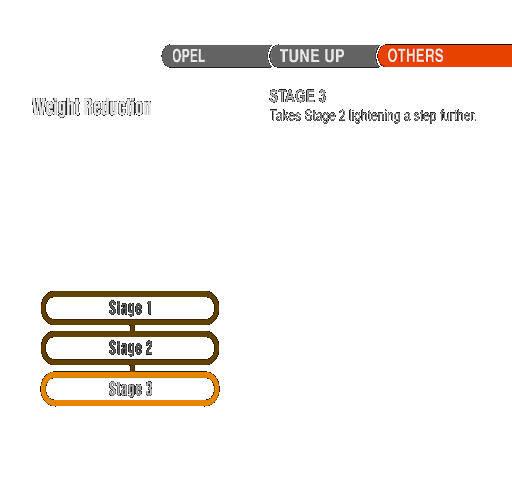 OPEL TUNE UP OTHERS
Weight Reduction
STAGE 3
Takes Stage 2 lightening a step further.
Stage 1
Stage 2
Stage 3